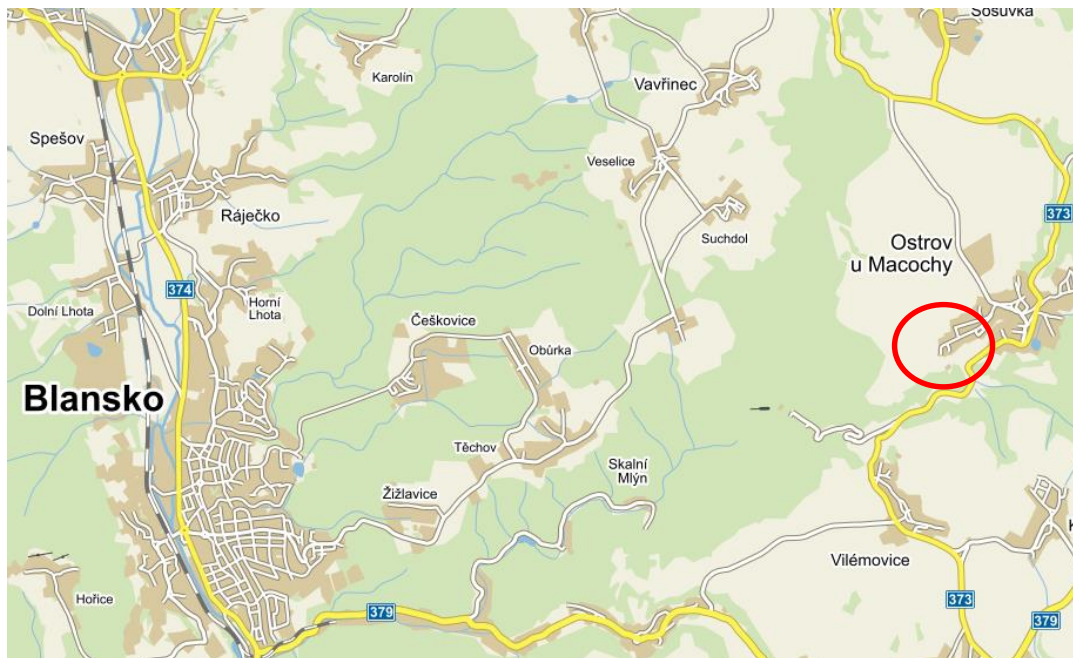 Sošůvka
Karolín
Vavřinec
Spešov
Veselice
Ráječko
373
Suchdol
Ostrov
u Macochy
374
Dolní Lhota
Horní
Lhota
Češkovice
Obůrka
Blansko
Těchov
Skalní
Mlýn
Žižlavice
Vilémovice
Hořice
379
373
379